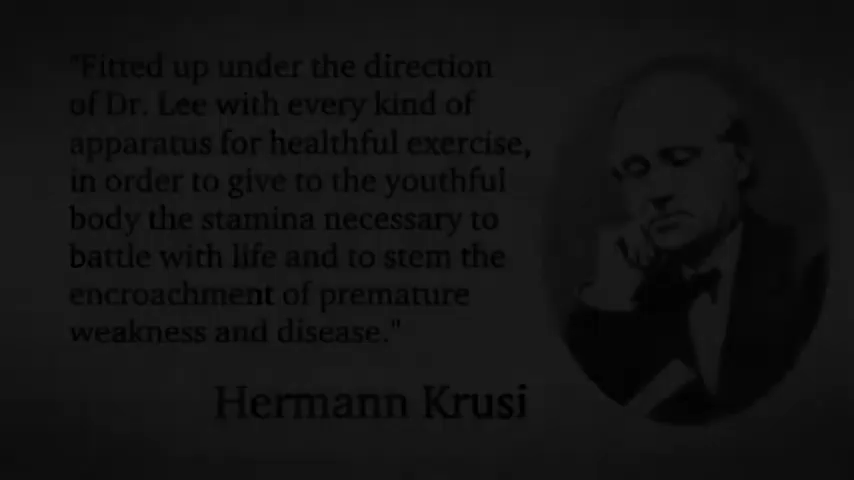 "Fitted up under the direction
of Dr. Lee with every kind of
apparatus for healthful exercise,
in order to give to the youthful
body the stamina necessary to
battle with life and to stem the
encroachment of premature
weakness and disease."
Hermann Krusi